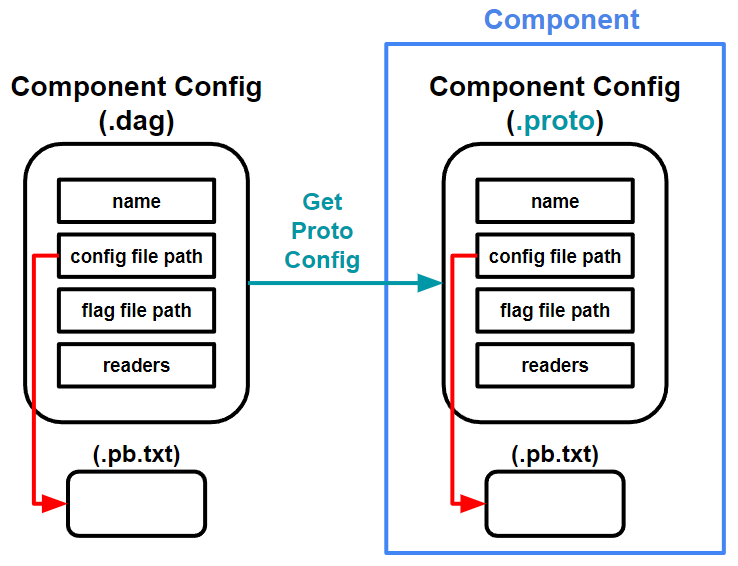 Component
Component Config
(.dag)
name
config file path
flag file path
readers
(.pb.txt)
Get
Proto
Config
Component Config
(.proto)
name
config file path
flag file path
readers
(.pb.txt)